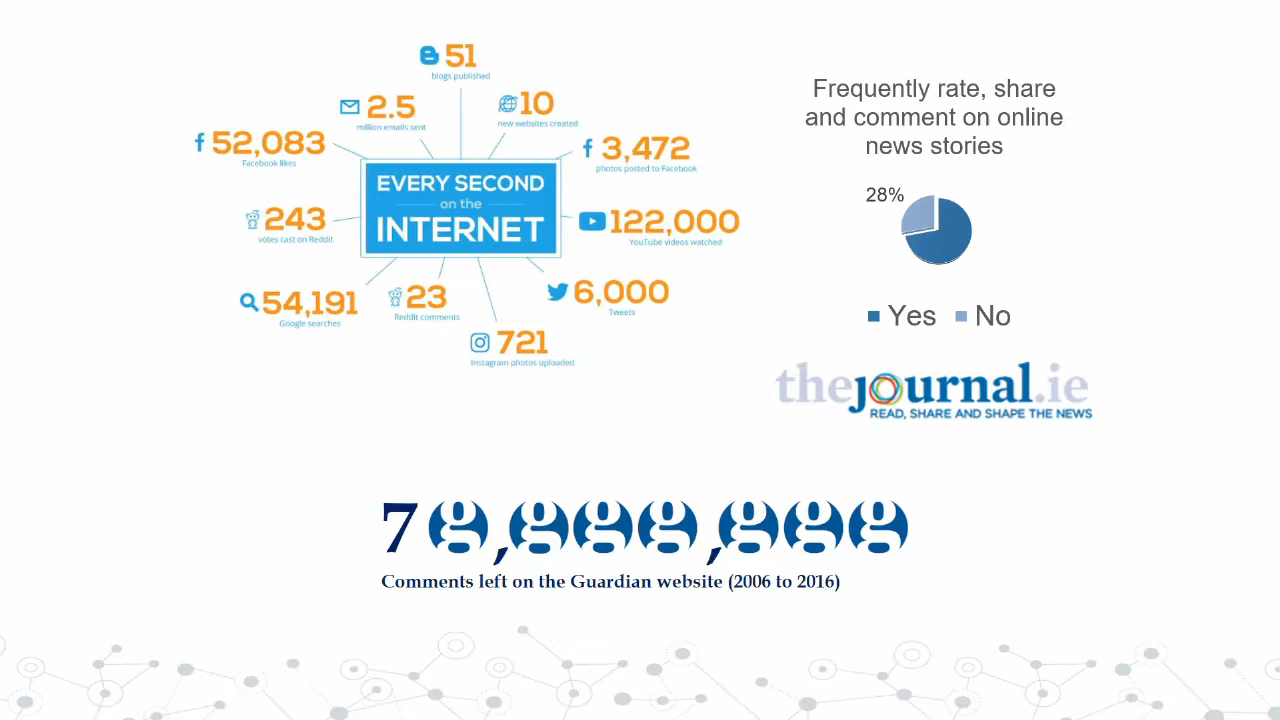 51
blogs published
2.5
million emails sent
10
new websites created
52,083
Facebook likes
3,472
photos posted to Facebook
EVERY SECOND
on the
INTERNET
243
votes cast on Reddit
122,000
YouTube videos watched
54,191
Google searches
23
Reddit comments
6,000
Tweets
721
Instagram photos uploaded
Frequently rate, share
and comment on online
news stories
28%
Yes No
thejournal.ie
READ, SHARE AND SHAPE THE NEWS
7g,ggg,ggg
Comments left on the Guardian website (2006 to 2016)